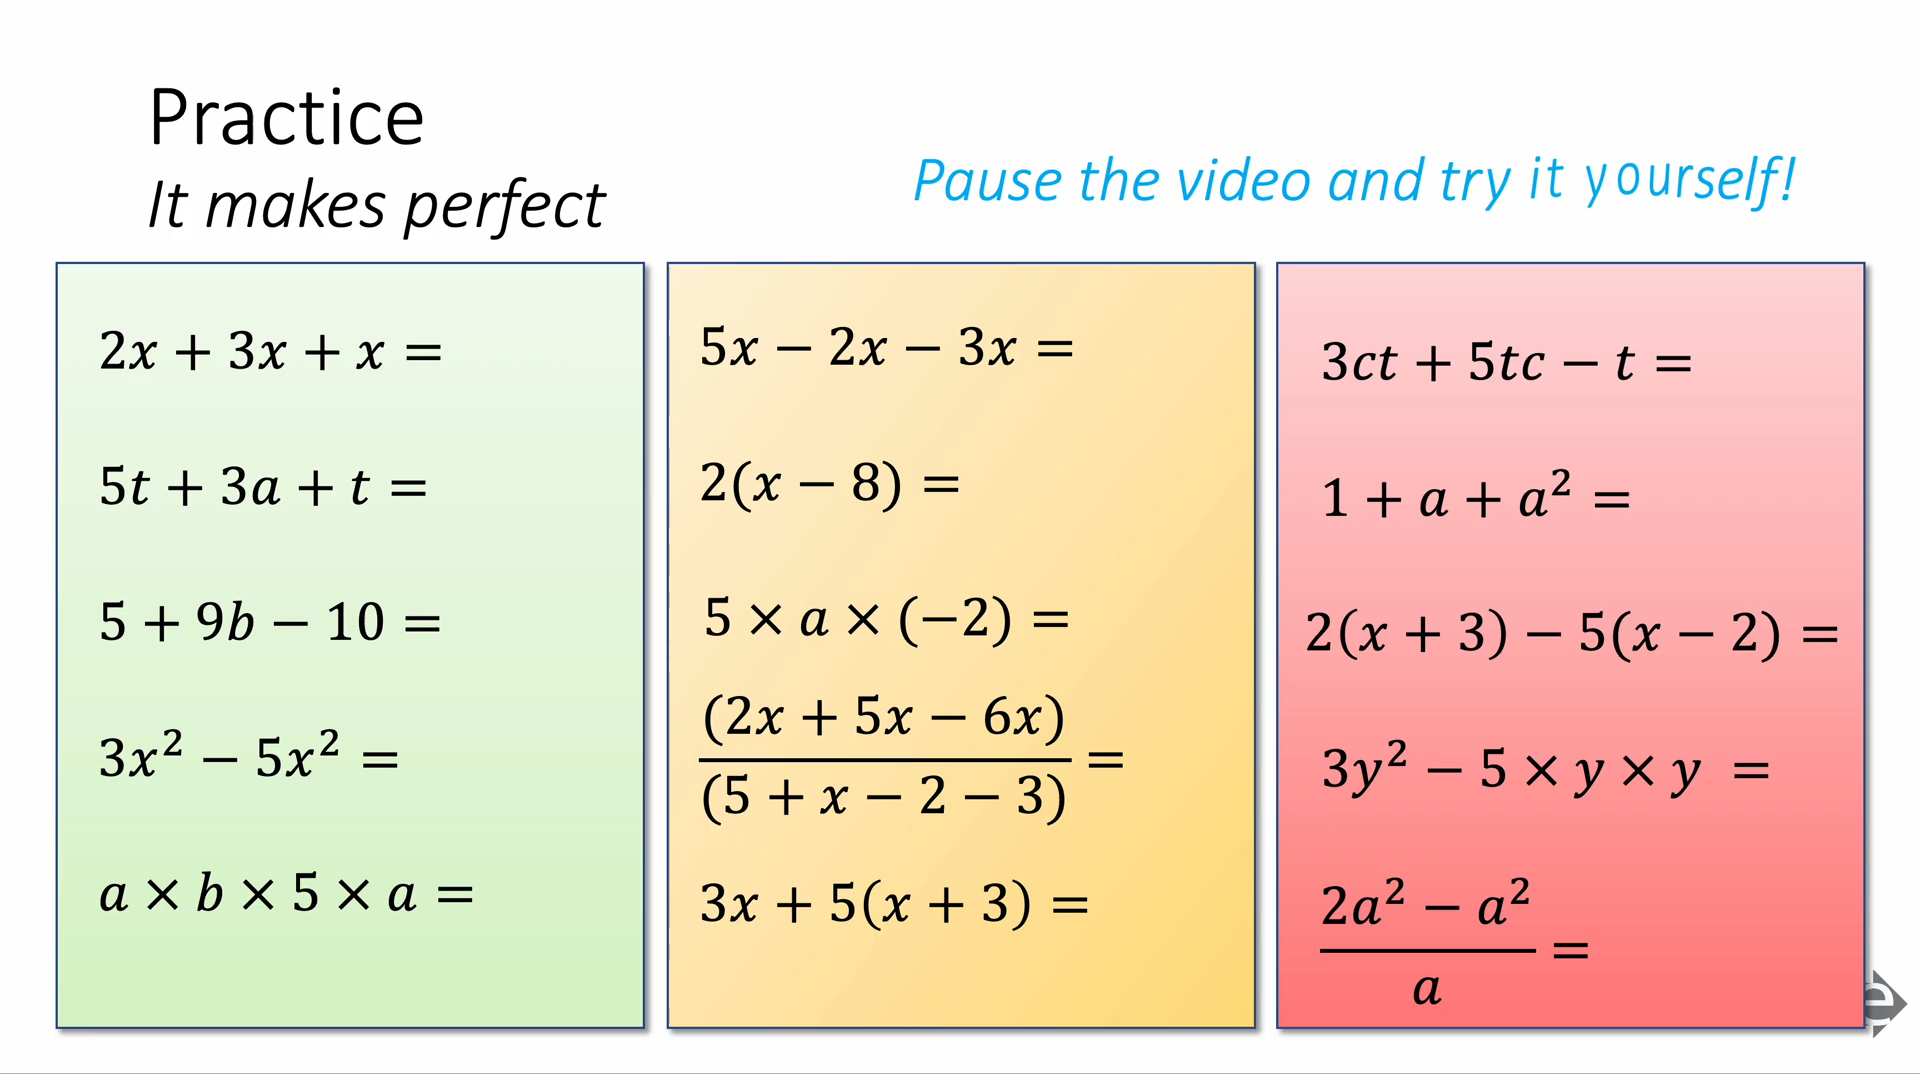 Practice
It makes perfect
Pause the video and try it yourself!
2x + 3x + x =
5t + 3a + t =
5 + 9b − 10 =
3x² − 5x² =
a × b × 5 × a =
5x − 2x − 3x =
2(x − 8) =
5 × a × (−2) =
(2x + 5x − 6x)
(5 + x − 2 − 3) =
3x + 5(x + 3) =
3ct + 5tc − t =
1 + a + a² =
2(x + 3) − 5(x − 2) =
3y² − 5 × y × y =
2a² − a²
a =
e